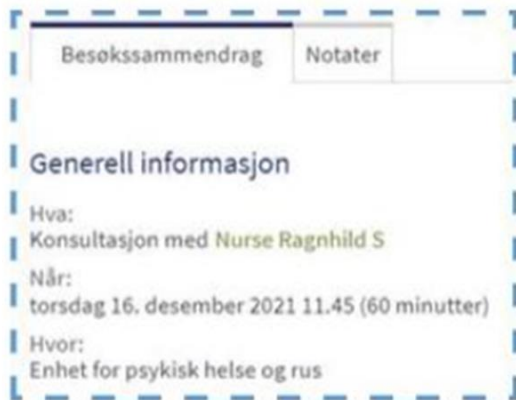 Besøkssammendrag Notater
Generell informasjon
Hva:
Konsultasjon med Nurse Ragnhild S
Når:
torsdag 16. desember 2021 11.45 (60 minutter)
Hvor:
Enhet for psykisk helse og rus